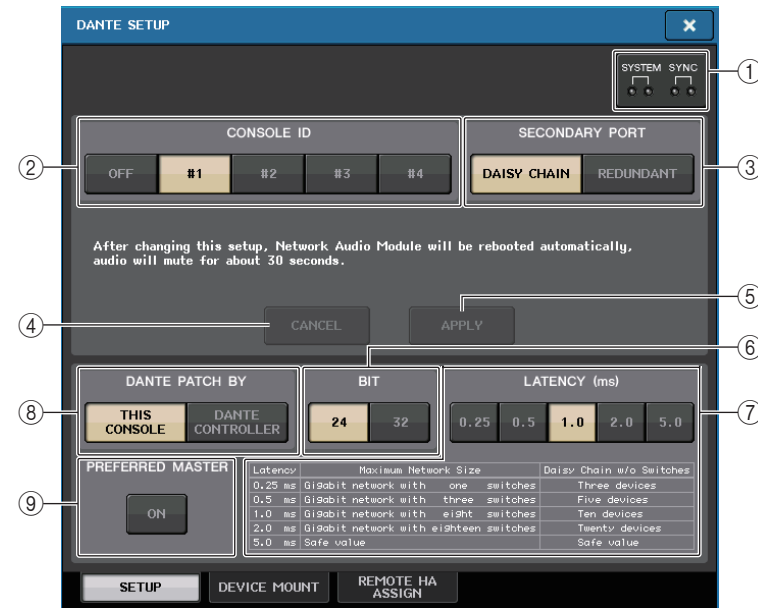 DANTE SETUP
SYSTEM SYNC
①
CONSOLE ID
SECONDARY PORT
②
OFF #1 #2 #3 #4
DAISY CHAIN REDUNDANT
③
After changing this setup, Network Audio Module will be rebooted automatically,
audio will mute for about 30 seconds.
⑤
④
CANCEL APPLY
⑥
DANTE PATCH BY
BIT
LATENCY (ms)
⑧
THIS CONSOLE
DANTE CONTROLLER
24 32
0.25 0.5 1.0 2.0 5.0
⑦
PREFERRED MASTER
⑨
ON
Latency Maximum Network Size Daisy Chain w/o Switches
0.25 ms Gigabit network with one switches Three devices
0.5 ms Gigabit network with three switches Five devices
1.0 ms Gigabit network with eight switches Ten devices
2.0 ms Gigabit network with eighteen switches Twenty devices
5.0 ms Safe value Safe value
SETUP DEVICE MOUNT REMOTE HA ASSIGN